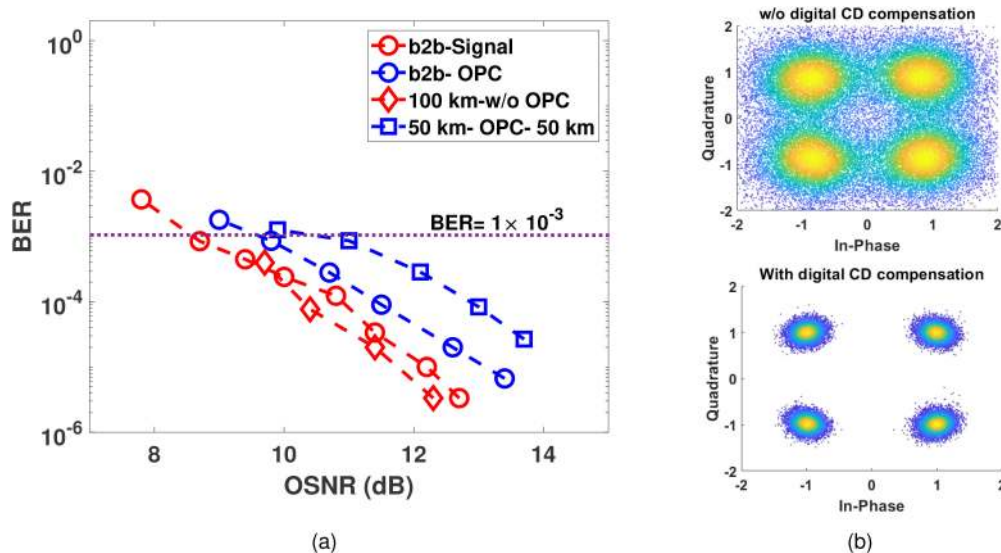 10^0
10^-2
10^-4
10^-6
BER
8
10
12
14
OSNR (dB)
b2b-Signal
b2b- OPC
100 km-w/o OPC
50 km- OPC- 50 km
BER= 1× 10^-3
(a)
w/o digital CD compensation
2
1
0
-1
-2
Quadrature
-2
-1
0
1
2
In-Phase
With digital CD compensation
2
1
0
-1
-2
Quadrature
-2
-1
0
1
2
In-Phase
(b)